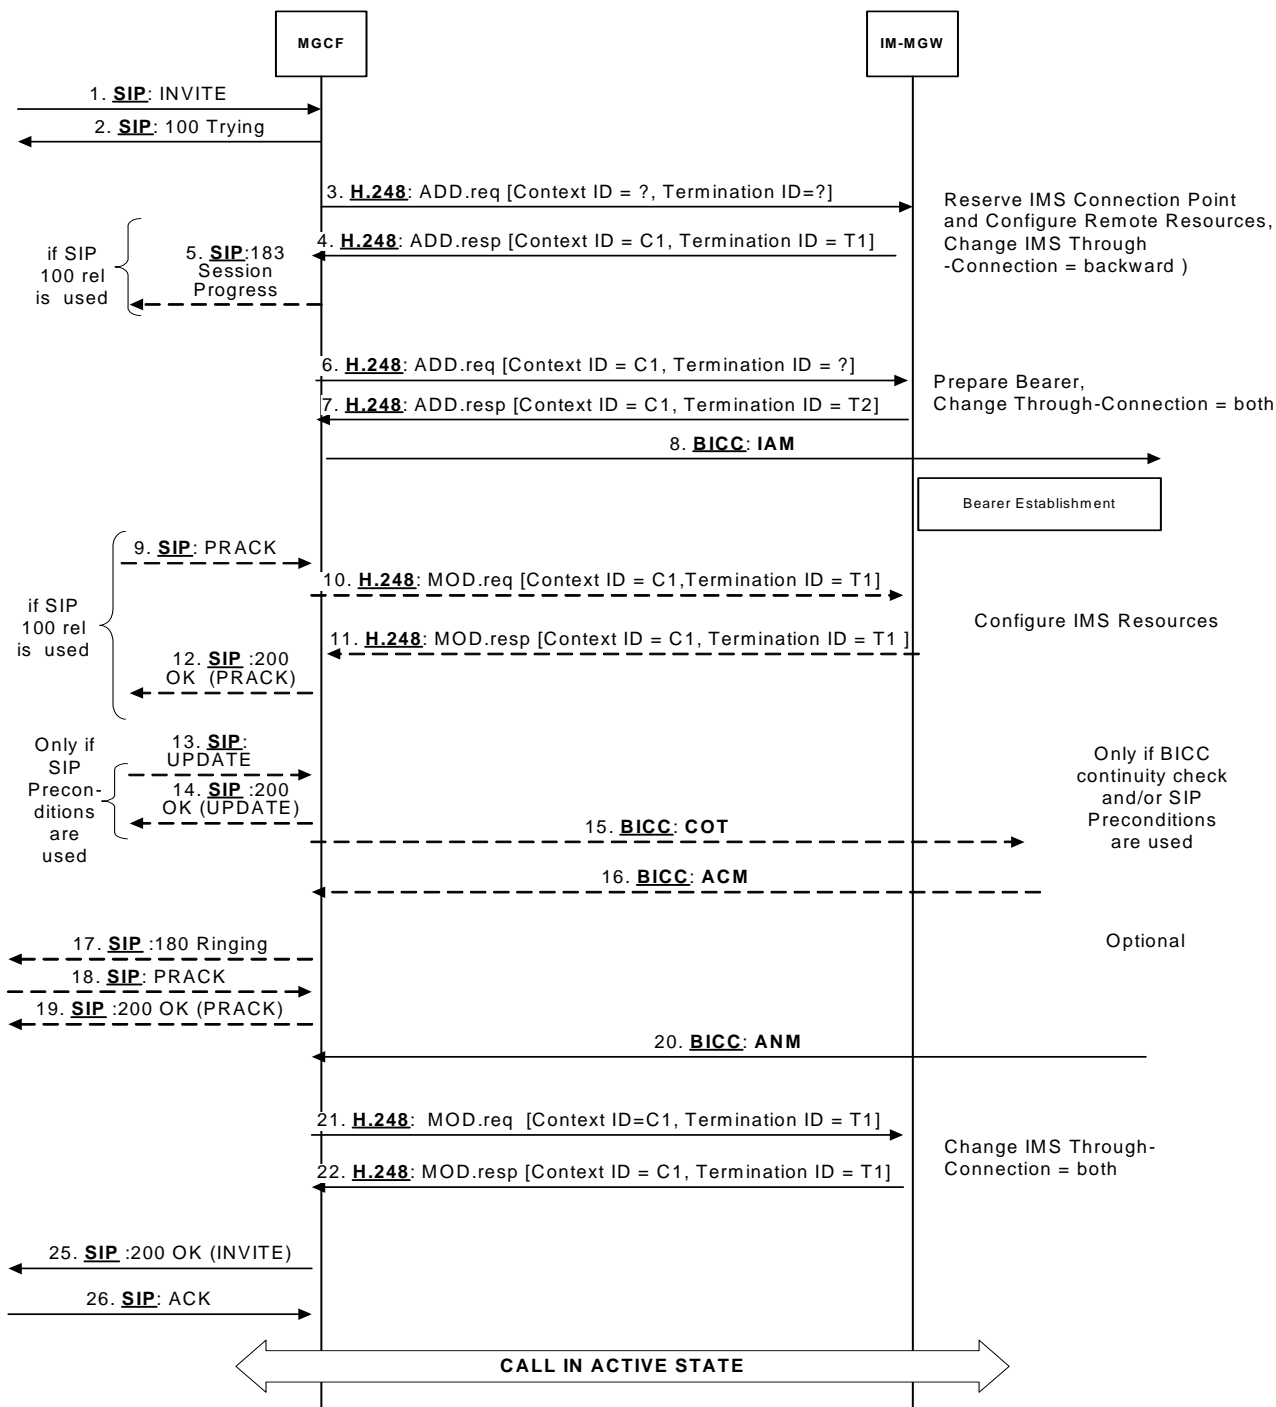 MGCF
IM-MGW
1. SIP: INVITE
2. SIP: 100 Trying
3. H.248: ADD.req [Context ID = ?, Termination ID=?]
Reserve IMS Connection Point
and Configure Remote Resources,
Change IMS Through
-Connection = backward )
4. H.248: ADD.resp [Context ID = C1, Termination ID = T1]
if SIP
100 rel
is used
5. SIP:183
Session
Progress
6. H.248: ADD.req [Context ID = C1, Termination ID = ?]
Prepare Bearer,
Change Through-Connection = both
7. H.248: ADD.resp [Context ID = C1, Termination ID = T2]
8. BICC: IAM
Bearer Establishment
9. SIP: PRACK
10. H.248: MOD.req [Context ID = C1,Termination ID = T1]
if SIP
100 rel
is used
Configure IMS Resources
11. H.248: MOD.resp [Context ID = C1, Termination ID = T1 ]
12. SIP :200
OK (PRACK)
Only if
SIP
Precon-
ditions
are
used
13. SIP:
UPDATE
14. SIP :200
OK (UPDATE)
Only if BICC
continuity check
and/or SIP
Preconditions
are used
15. BICC: COT
16. BICC: ACM
17. SIP :180 Ringing
Optional
18. SIP: PRACK
19. SIP :200 OK (PRACK)
20. BICC: ANM
21. H.248: MOD.req [Context ID=C1, Termination ID = T1]
Change IMS Through-
Connection = both
22. H.248: MOD.resp [Context ID = C1, Termination ID = T1]
25. SIP :200 OK (INVITE)
26. SIP: ACK
CALL IN ACTIVE STATE